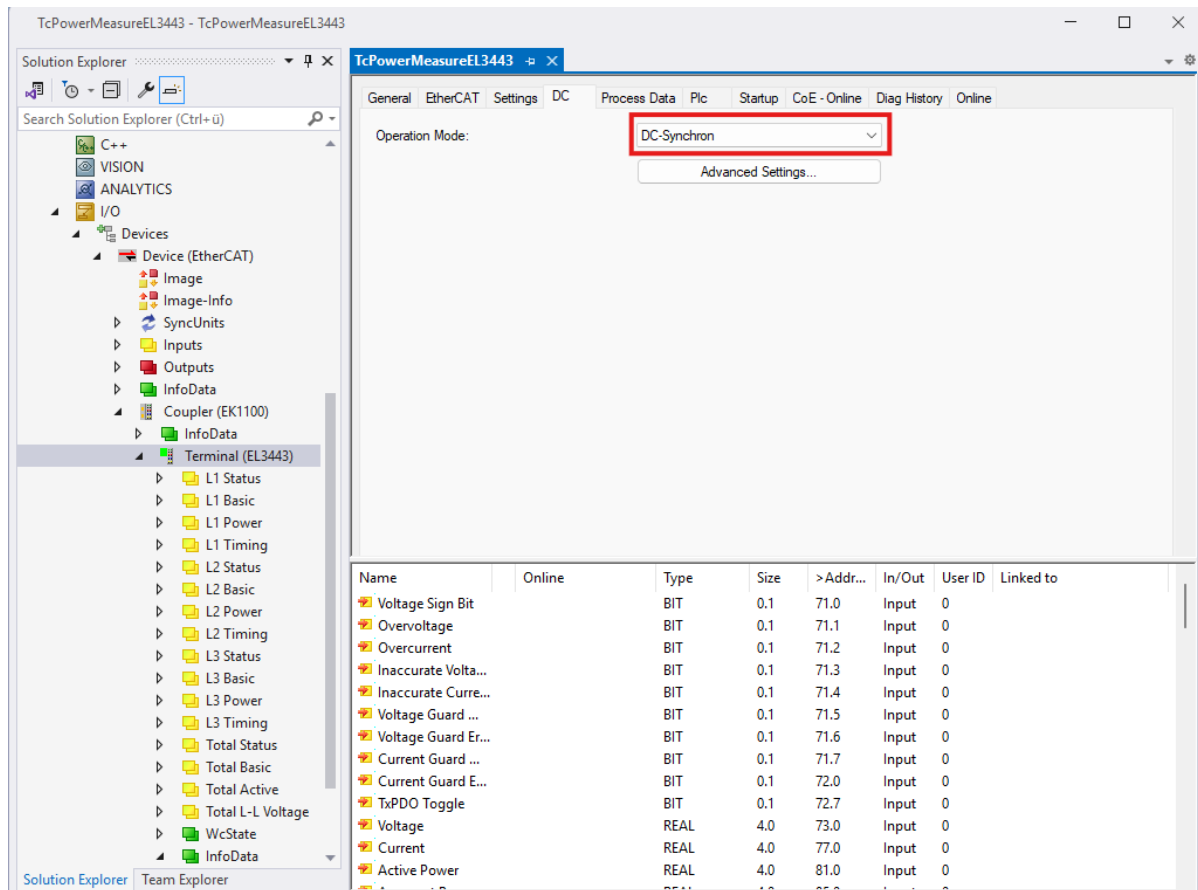 TcPowerMeasureEL3443 - TcPowerMeasureEL3443
Solution Explorer
Search Solution Explorer (Ctrl+ü)
C++
VISION
ANALYTICS
I/O
Devices
Device (EtherCAT)
Image
Image-Info
SyncUnits
Inputs
Outputs
InfoData
Coupler (EK1100)
InfoData
Terminal (EL3443)
L1 Status
L1 Basic
L1 Power
L1 Timing
L2 Status
L2 Basic
L2 Power
L2 Timing
L3 Status
L3 Basic
L3 Power
L3 Timing
Total Status
Total Basic
Total Active
Total L-L Voltage
WcState
InfoData
Solution Explorer Team Explorer
TcPowerMeasureEL3443
General EtherCAT Settings DC Process Data Plc Startup CoE - Online Diag History Online
Operation Mode: DC-Synchron
Advanced Settings...
Name Online Type Size >Addr... In/Out User ID Linked to
Voltage Sign Bit BIT 0.1 71.0 Input 0
Overvoltage BIT 0.1 71.1 Input 0
Overcurrent BIT 0.1 71.2 Input 0
Inaccurate Volta... BIT 0.1 71.3 Input 0
Inaccurate Curre... BIT 0.1 71.4 Input 0
Voltage Guard ... BIT 0.1 71.5 Input 0
Voltage Guard Er... BIT 0.1 71.6 Input 0
Current Guard ... BIT 0.1 71.7 Input 0
Current Guard E... BIT 0.1 72.0 Input 0
TxPDO Toggle BIT 0.1 72.7 Input 0
Voltage REAL 4.0 73.0 Input 0
Current REAL 4.0 77.0 Input 0
Active Power REAL 4.0 81.0 Input 0